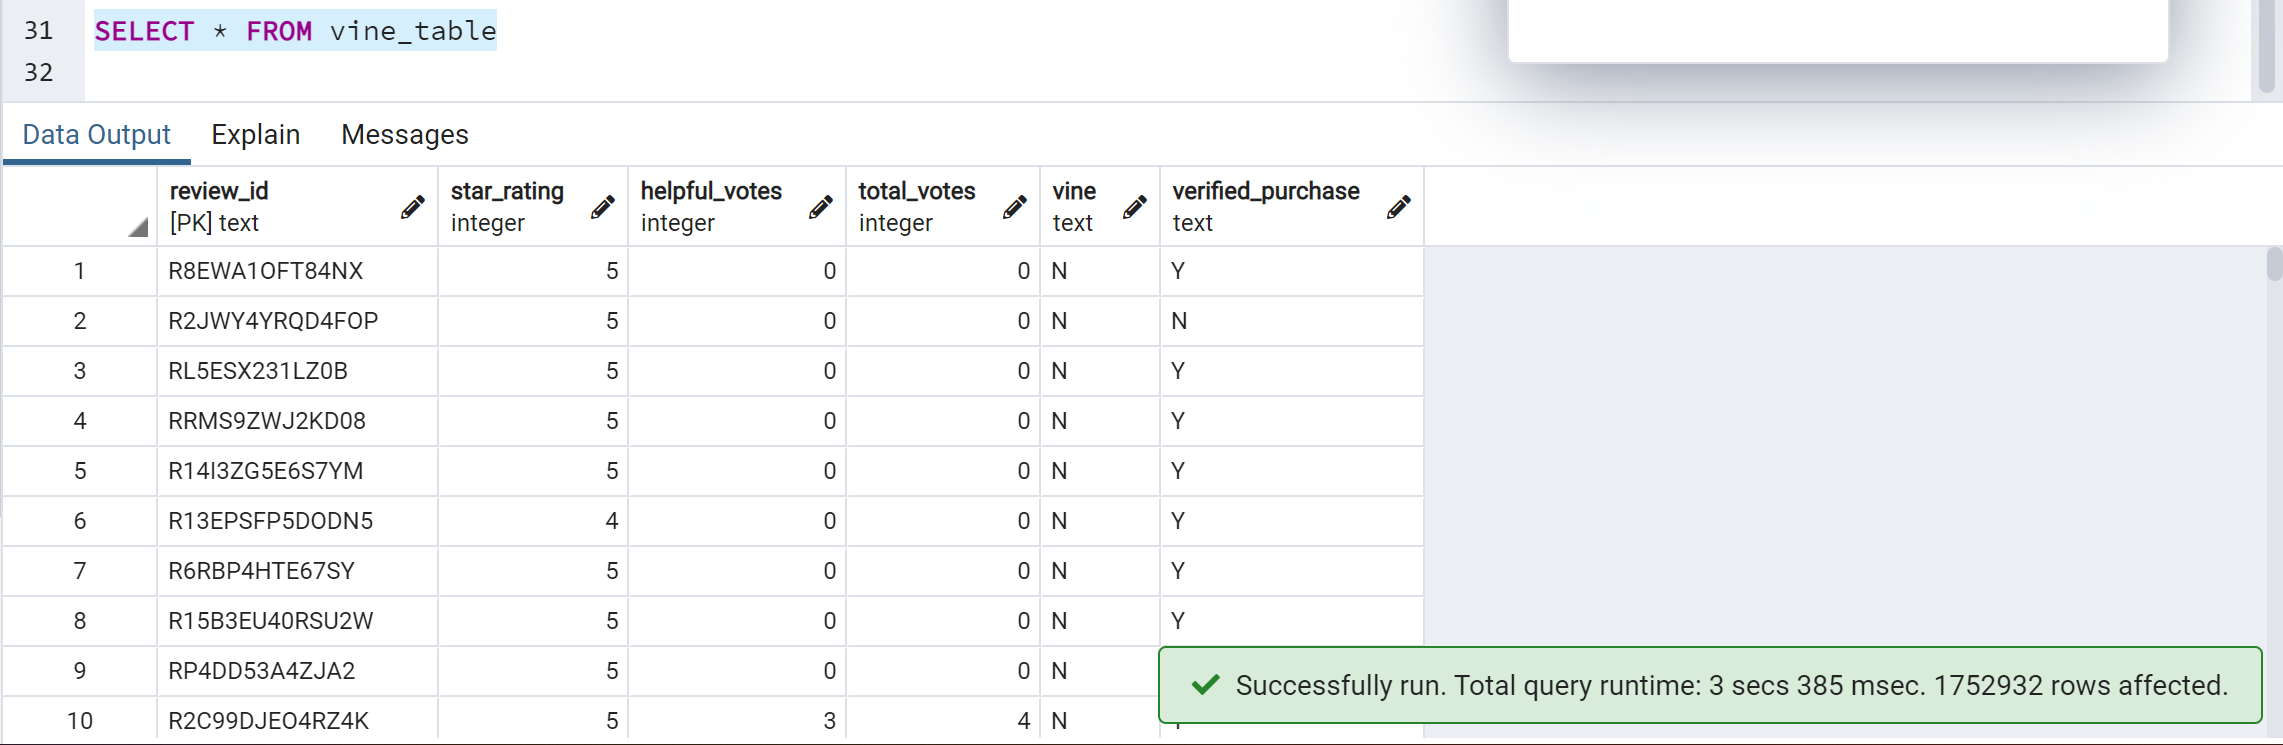 31 SELECT * FROM vine_table
32
Data Output Explain Messages
review_id star_rating helpful_votes total_votes vine verified_purchase
[PK] text integer integer integer text text
1 R8EWA1OFT84NX 5 0 0 N Y
2 R2JWY4YRQD4FOP 5 0 0 N N
3 RL5ESX231LZ0B 5 0 0 N Y
4 RRMS9ZWJ2KD08 5 0 0 N Y
5 R14I3ZG5E6S7YM 5 0 0 N Y
6 R13EPSFP5DODN5 4 0 0 N Y
7 R6RBP4HTE67SY 5 0 0 N Y
8 R15B3EU40RSU2W 5 0 0 N Y
9 RP4DD53A4ZJA2 5 0 0 N
Successfully run. Total query runtime: 3 secs 385 msec. 1752932 rows affected.
10 R2C99DJEO4RZ4K 5 3 4 N